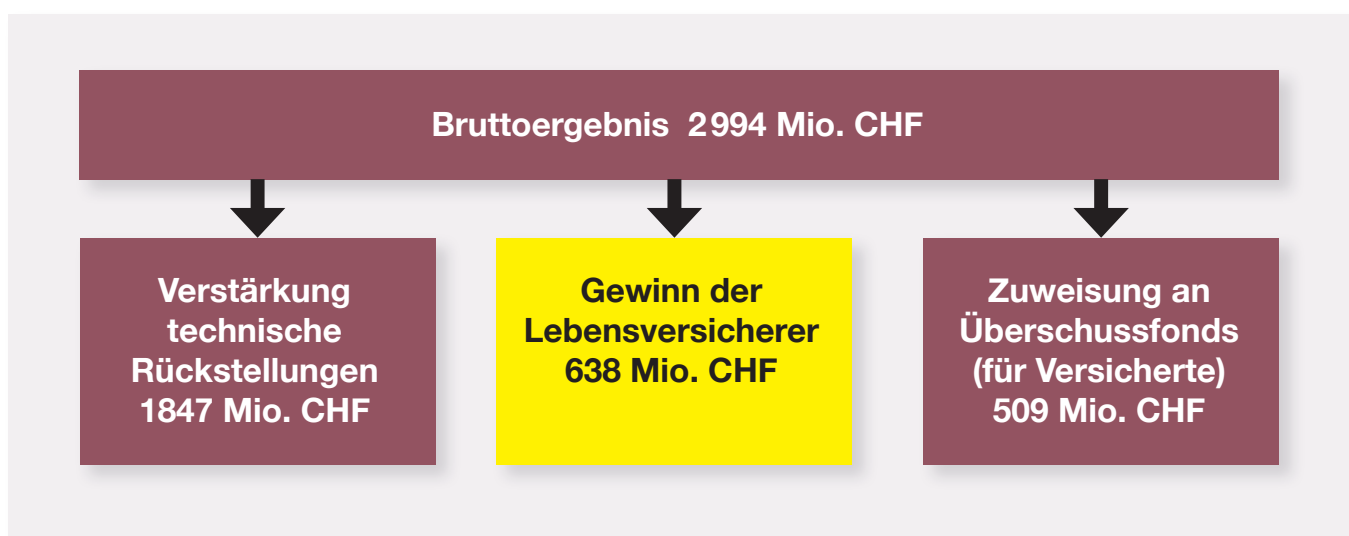 Bruttoergebnis 2994 Mio. CHF
Verstärkung
technische
Rückstellungen
1847 Mio. CHF
Gewinn der
Lebensversicherer
638 Mio. CHF
Zuweisung an
Überschussfonds
(für Versicherte)
509 Mio. CHF